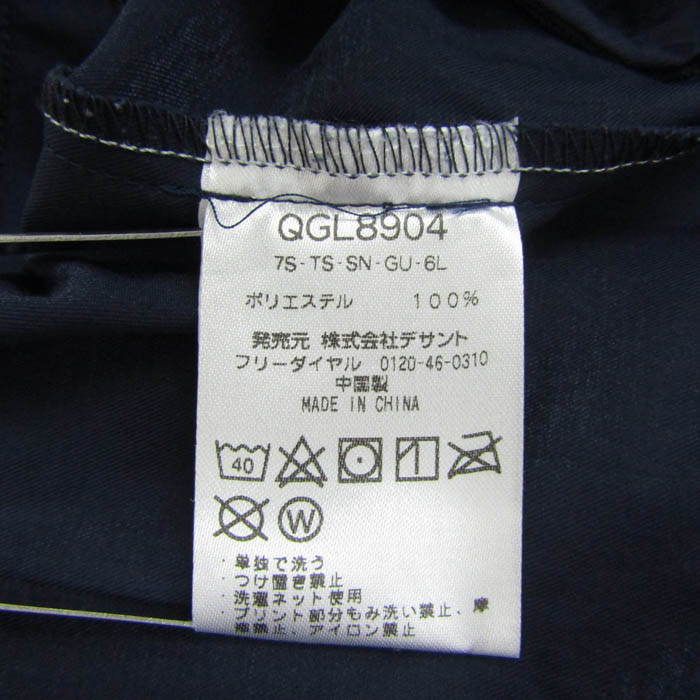 QGL8904
7S-TS-SN-GU-6L
ポリエステル 100%
発売元 株式会社デサント
フリーダイヤル 0120-46-0310
中国製
MADE IN CHINA
40
W
・単独で洗う
・つけ置き禁止
・洗濯ネット使用
・プリント部分もみ洗い禁止、摩
擦禁止、アイロン禁止